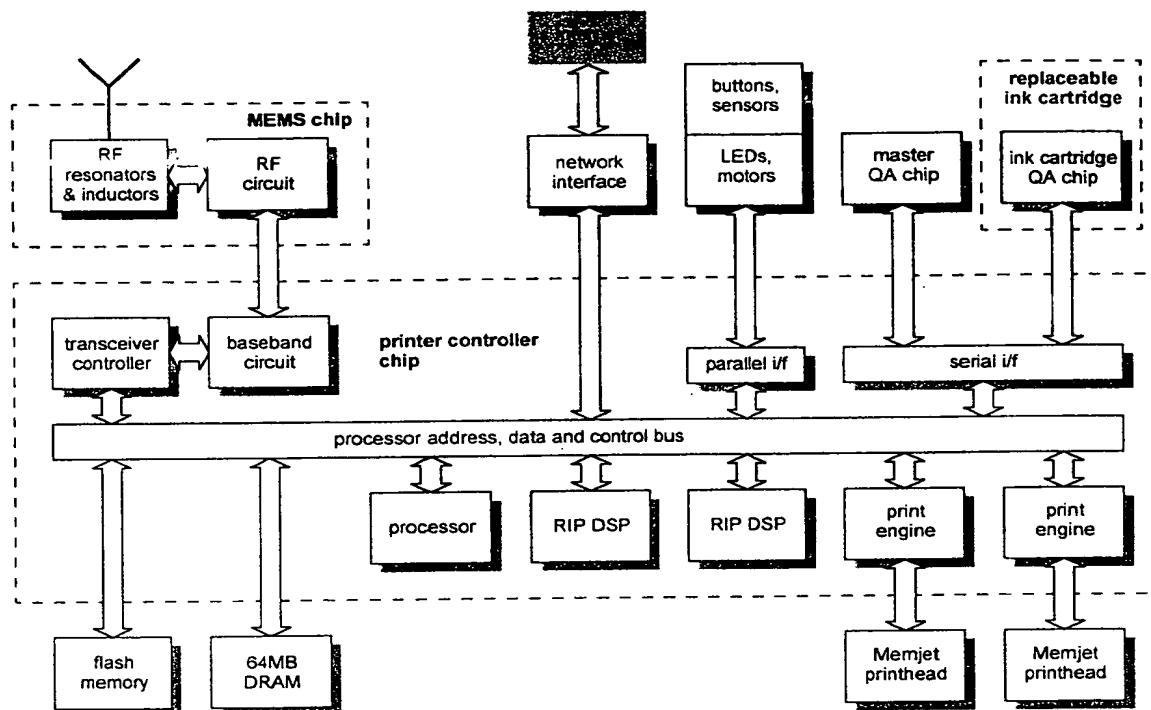 MEMS chip
RF
resonators
& inductors
RF
circuit
network
interface
buttons,
sensors
LEDs,
motors
master
QA chip
replaceable
ink cartridge
ink cartridge
QA chip
transceiver
controller
baseband
circuit
printer controller
chip
parallel i/f
serial i/f
processor address, data and control bus
processor
RIP DSP
RIP DSP
print
engine
print
engine
flash
memory
64MB
DRAM
Memjet
printhead
Memjet
printhead